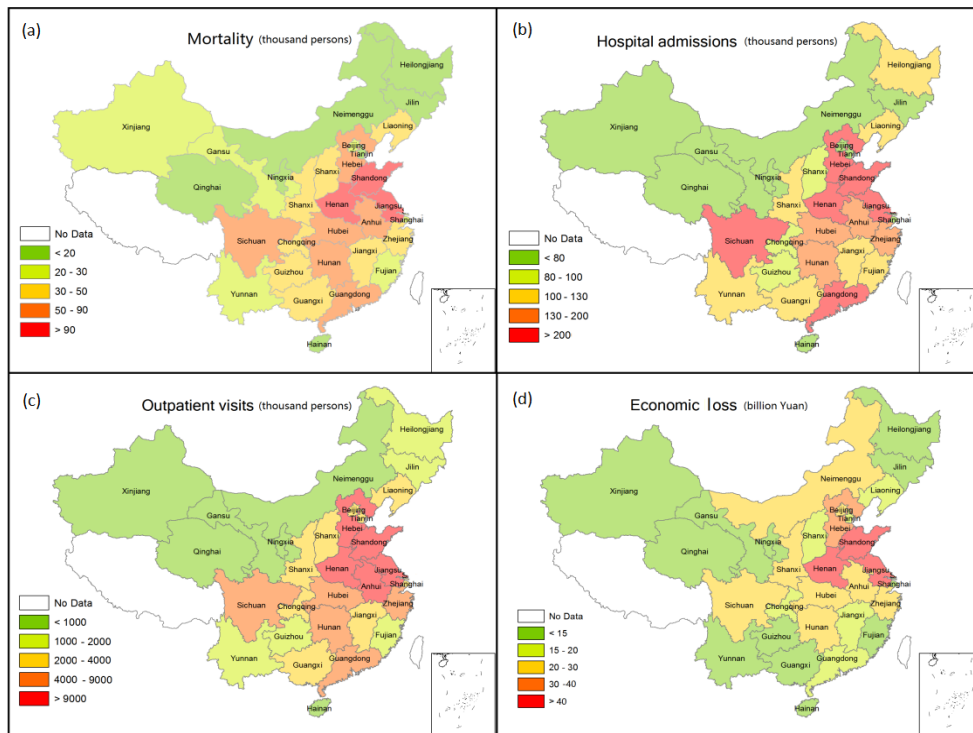 (a)
Mortality (thousand persons)
Heilongjiang
Jilin
Xinjiang
Neimenggu
Liaoning
Gansu
Beijing
Tianjin
Hebei
Ningxia
Shanxi
Shandong
Qinghai
Shanxi
Henan
Jiangsu
Shanghai
Anhui
Sichuan
Hubei
Chongqing
Zhejiang
Hunan
Jiangxi
Guizhou
Fujian
Yunnan
Guangxi
Guangdong
Hainan
No Data
< 20
20 - 30
30 - 50
50 - 90
> 90
(b)
Hospital admissions (thousand persons)
Heilongjiang
Jilin
Xinjiang
Neimenggu
Liaoning
Gansu
Beijing
Tianjin
Hebei
Ningxia
Shanxi
Shandong
Qinghai
Shanxi
Henan
Jiangsu
Shanghai
Anhui
Sichuan
Hubei
Chongqing
Zhejiang
Hunan
Jiangxi
Guizhou
Fujian
Yunnan
Guangxi
Guangdong
Hainan
No Data
< 80
80 - 100
100 - 130
130 - 200
> 200
(c)
Outpatient visits (thousand persons)
Heilongjiang
Jilin
Xinjiang
Neimenggu
Liaoning
Gansu
Beijing
Tianjin
Hebei
Ningxia
Shanxi
Shandong
Qinghai
Shanxi
Henan
Jiangsu
Shanghai
Anhui
Sichuan
Hubei
Chongqing
Zhejiang
Hunan
Jiangxi
Guizhou
Fujian
Yunnan
Guangxi
Guangdong
Hainan
No Data
< 1000
1000 - 2000
2000 - 4000
4000 - 9000
> 9000
(d)
Economic loss (billion Yuan)
Heilongjiang
Jilin
Xinjiang
Neimenggu
Liaoning
Gansu
Beijing
Tianjin
Hebei
Ningxia
Shanxi
Shandong
Qinghai
Shanxi
Henan
Jiangsu
Shanghai
Anhui
Sichuan
Hubei
Chongqing
Zhejiang
Hunan
Jiangxi
Guizhou
Fujian
Yunnan
Guangxi
Guangdong
Hainan
No Data
< 15
15 - 20
20 - 30
30 -40
> 40